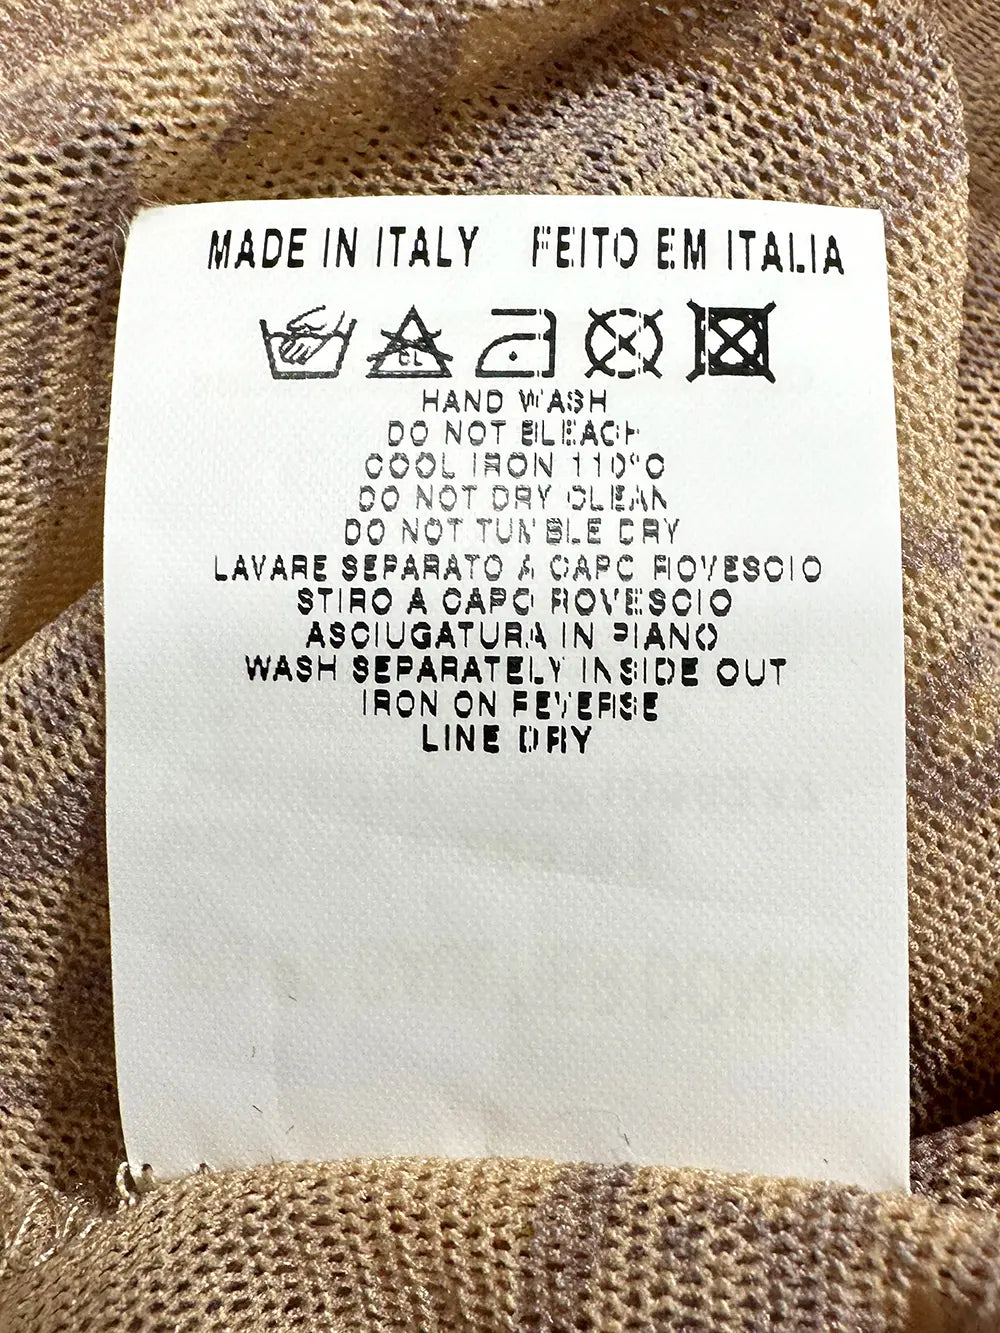 MADE IN ITALY FEITO EM ITALIA
CL
HAND WASH
DO NOT BLEACH
COOL IRON 110°C
DO NOT DRY CLEAN
DO NOT TUMBLE DRY
LAVARE SEPARATO A CAPO ROVESCIO
STIRO A CAPO ROVESCIO
ASCIUGATURA IN PIANO
WASH SEPARATELY INSIDE OUT
IRON ON REVERSE
LINE DRY